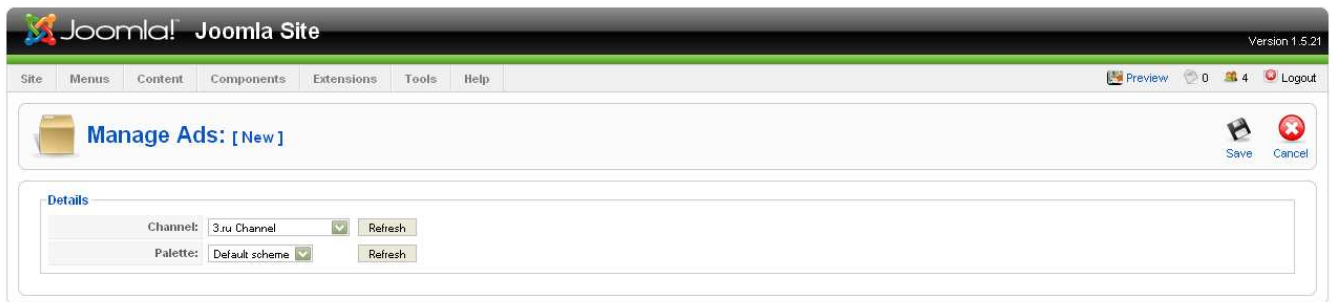 Joomla! Joomla Site
Version 1.5.21
Site Menus Content Components Extensions Tools Help Preview 0 4 Logout
Manage Ads: [ New ]
Save Cancel
Details
Channel: 3.ru Channel Refresh
Palette: Default scheme Refresh